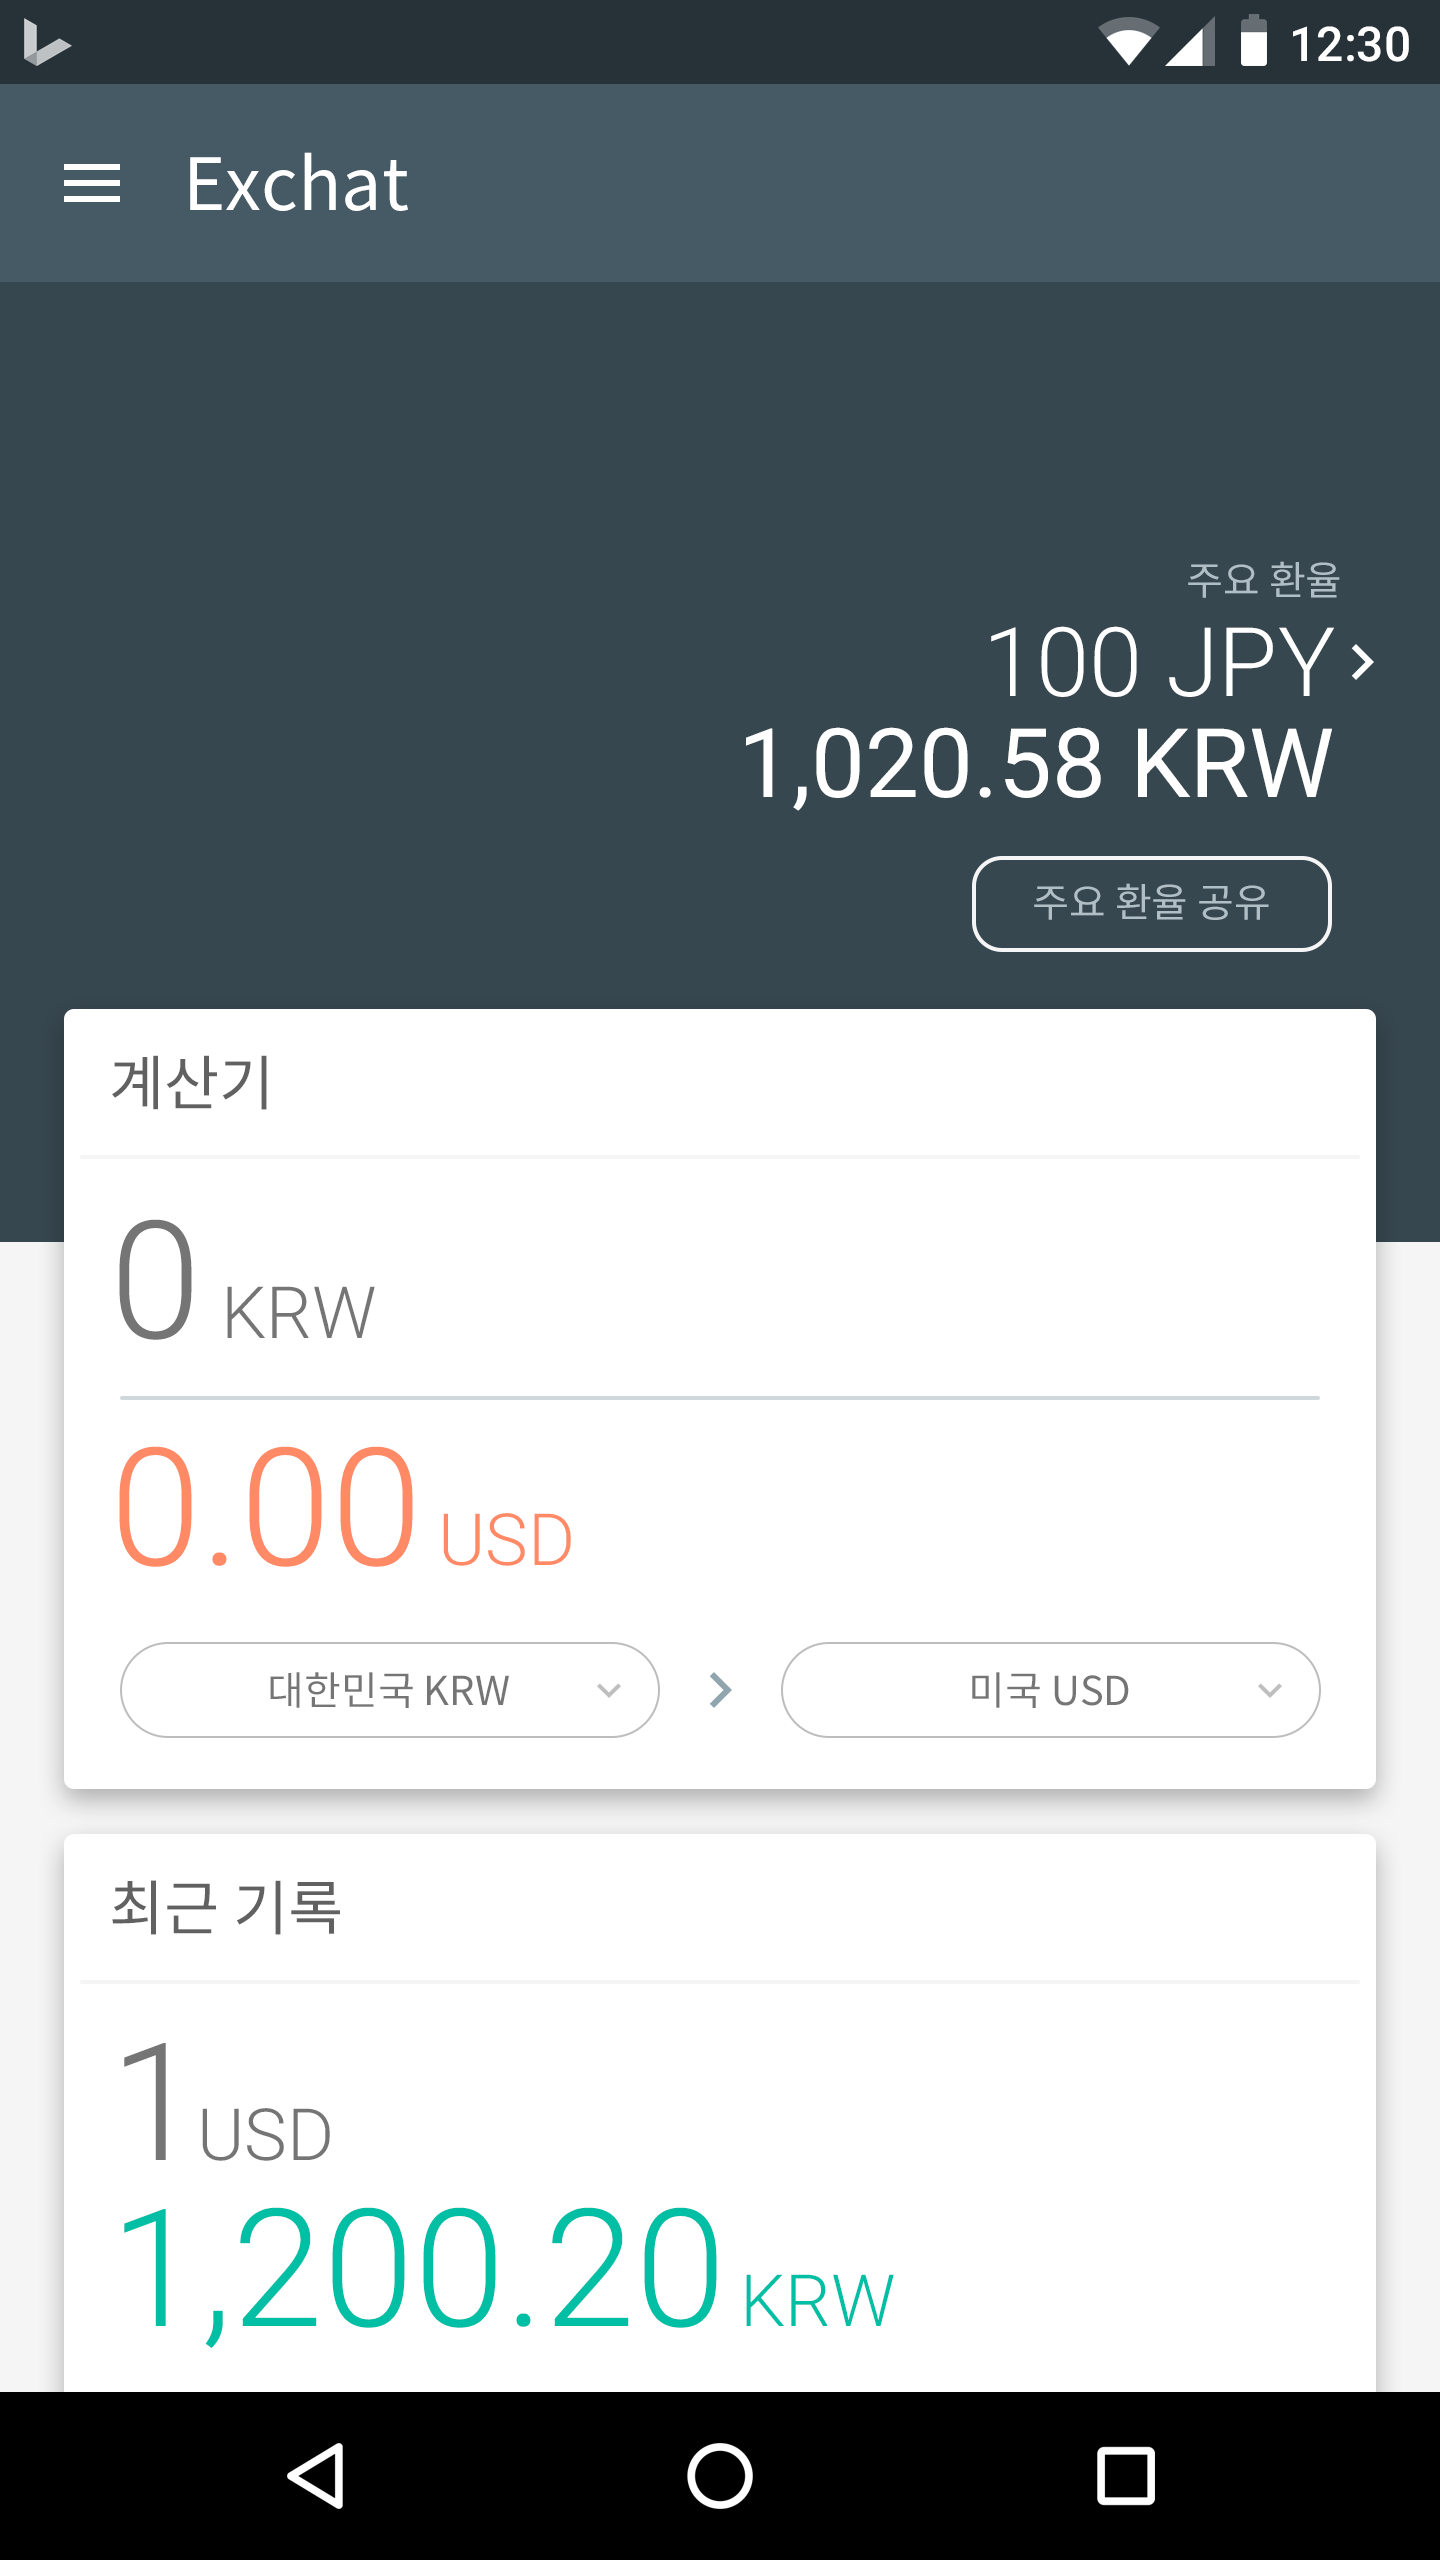 12:30
Exchat
주요 환율
100 JPY
1,020.58 KRW
주요 환율 공유
계산기
0 KRW
0.00 USD
대한민국 KRW
미국 USD
최근 기록
1 USD
1,200.20 KRW